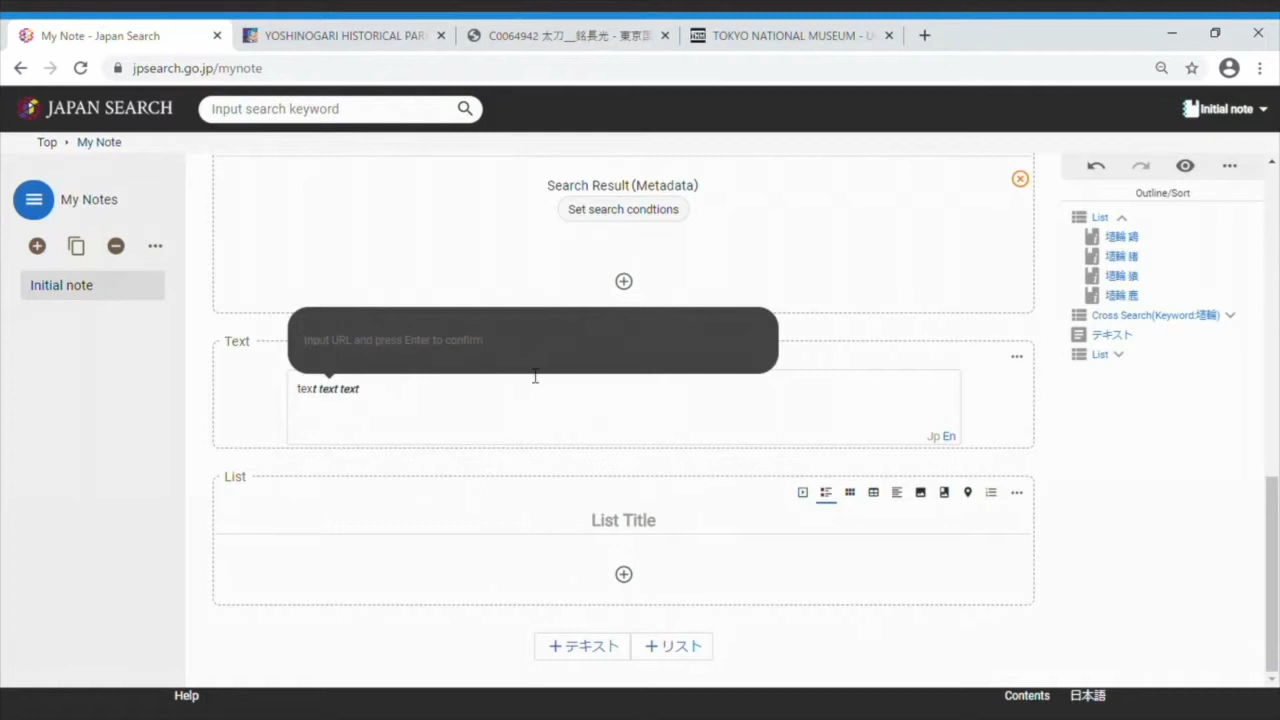 My Note - Japan Search
YOSHINOGARI HISTORICAL PAR
C0064942 太刀__銘長光 - 東京国
TOKYO NATIONAL MUSEUM - U
jpsearch.go.jp/mynote
JAPAN SEARCH
Input search keyword
Initial note
Top
My Note
My Notes
Initial note
Search Result (Metadata)
Set search condtions
Outline/Sort
List
埴輪 鶏
埴輪 猪
埴輪 猿
埴輪 鹿
Cross Search(Keyword:埴輪)
テキスト
List
Text
Input URL and press Enter to confirm
text text text
Jp En
List
List Title
+テキスト
+リスト
Help
Contents
日本語